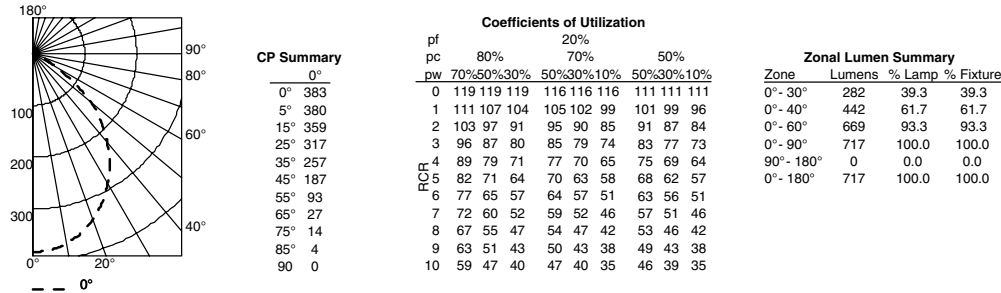 180°
90°
80°
100
60°
200
300
40°
0°
20°
0°
CP Summary
0°
0° 383
5° 380
15° 359
25° 317
35° 257
45° 187
55° 93
65° 27
75° 14
85° 4
90 0
Coefficients of Utilization
pf 20%
pc 80% 70% 50%
pw 70%50%30% 50%30%10% 50%30%10%
RCR
0 119 119 119 116 116 116 111 111 111
1 111 107 104 105 102 99 101 99 96
2 103 97 91 95 90 85 91 87 84
3 96 87 80 85 79 74 83 77 73
4 89 79 71 77 70 65 75 69 64
5 82 71 64 70 63 58 68 62 57
6 77 65 57 64 57 51 63 56 51
7 72 60 52 59 52 46 57 51 46
8 67 55 47 54 47 42 53 46 42
9 63 51 43 50 43 38 49 43 38
10 59 47 40 47 40 35 46 39 35
Zonal Lumen Summary
Zone Lumens % Lamp % Fixture
0°- 30° 282 39.3 39.3
0°- 40° 442 61.7 61.7
0°- 60° 669 93.3 93.3
0°- 90° 717 100.0 100.0
90°- 180° 0 0.0 0.0
0°- 180° 717 100.0 100.0